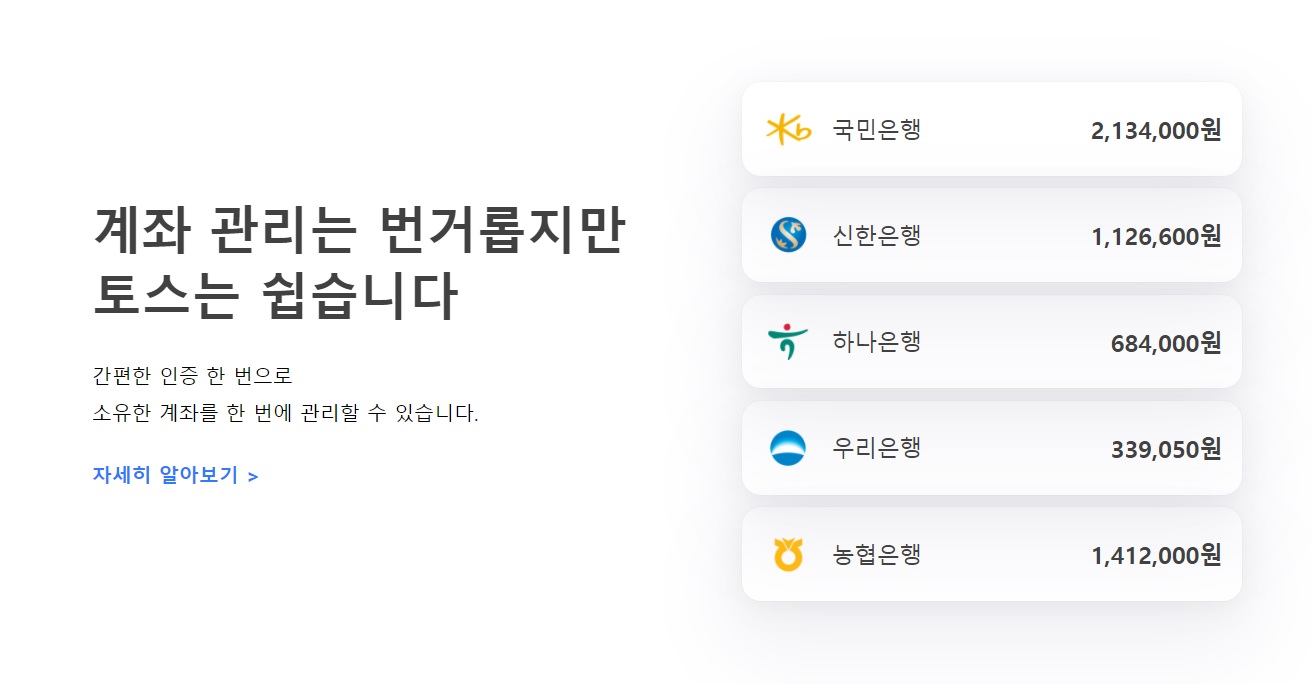 계좌 관리는 번거롭지만
토스는 쉽습니다
간편한 인증 한 번으로
소유한 계좌를 한 번에 관리할 수 있습니다.
자세히 알아보기 >
국민은행 2,134,000원
신한은행 1,126,600원
하나은행 684,000원
우리은행 339,050원
농협은행 1,412,000원